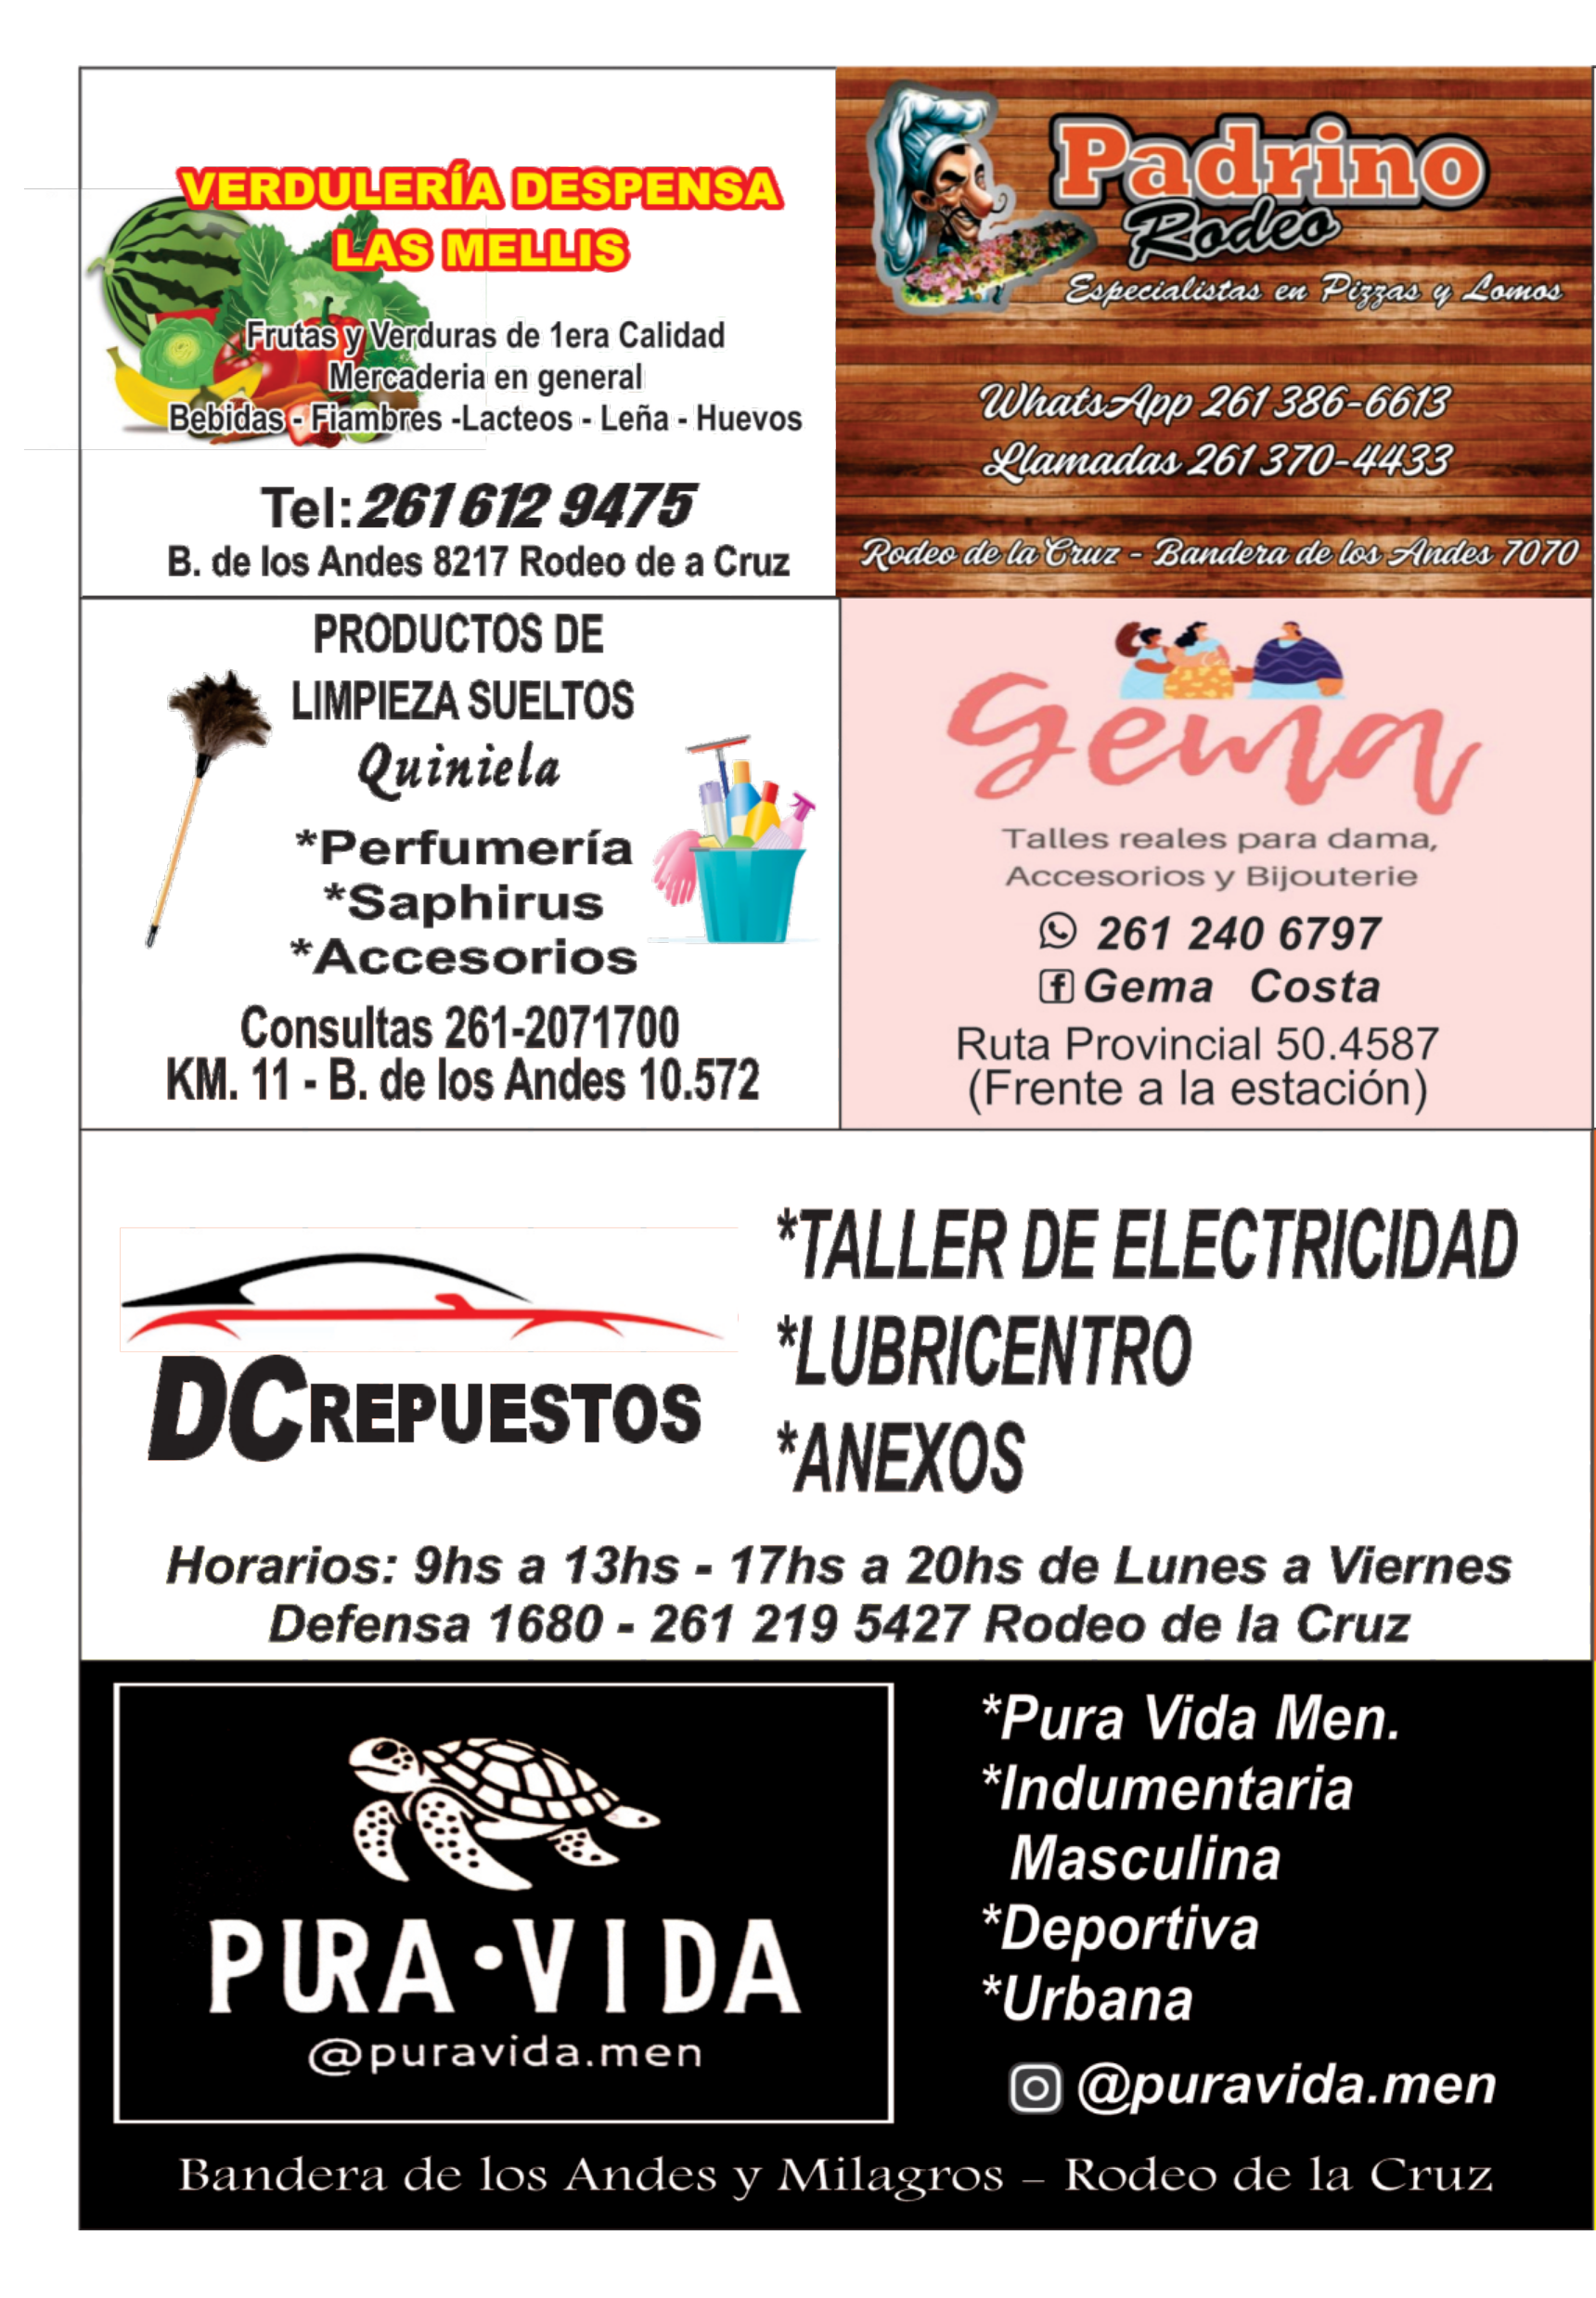 VERDULERÍA DESPENSA
LAS MELLIS
Frutas y Verduras de 1era Calidad
Mercaderia en general
Bebidas - Fiambres -Lacteos - Leña - Huevos
Tel: 261 612 9475
B. de los Andes 8217 Rodeo de a Cruz
Padrino
Rodeo
Especialistas en Pizzas y Lomos
WhatsApp 261 386-6613
Llamadas 261 370-4433
Rodeo de la Cruz - Bandera de los Andes 7070
PRODUCTOS DE
LIMPIEZA SUELTOS
Quiniela
*Perfumería
*Saphirus
*Accesorios
Consultas 261-2071700
KM. 11 - B. de los Andes 10.572
Gema
Talles reales para dama,
Accesorios y Bijouterie
261 240 6797
Gema Costa
Ruta Provincial 50.4587
(Frente a la estación)
DC REPUESTOS
*TALLER DE ELECTRICIDAD
*LUBRICENTRO
*ANEXOS
Horarios: 9hs a 13hs - 17hs a 20hs de Lunes a Viernes
Defensa 1680 - 261 219 5427 Rodeo de la Cruz
PURA • VIDA
@puravida.men
*Pura Vida Men.
*Indumentaria
Masculina
*Deportiva
*Urbana
@puravida.men
Bandera de los Andes y Milagros – Rodeo de la Cruz